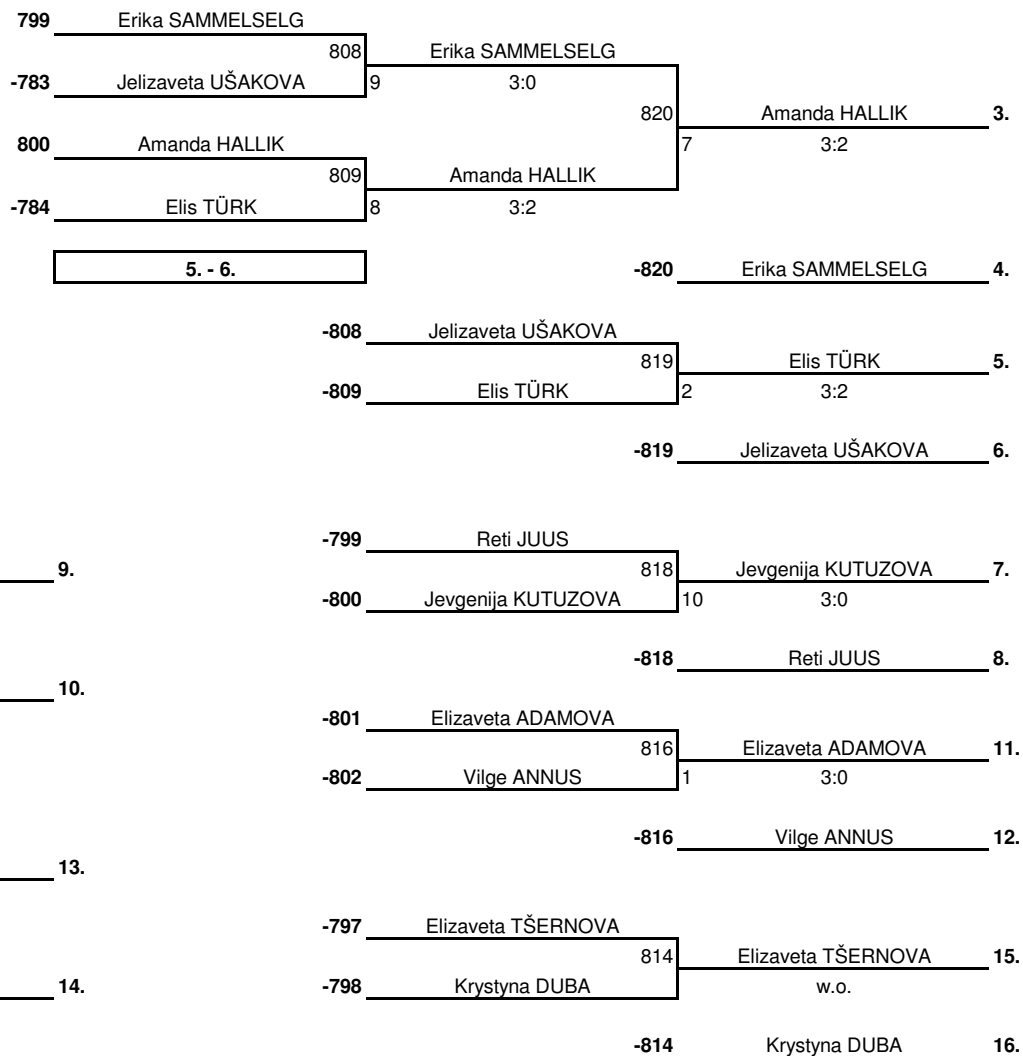 799 Erika SAMMELSELG
808 Erika SAMMELSELG
-783 Jelizaveta UŠAKOVA 9 3:0
820 Amanda HALLIK 3.
800 Amanda HALLIK 7 3:2
809 Amanda HALLIK
-784 Elis TÜRK 8 3:2
5. - 6. -820 Erika SAMMELSELG 4.
-808 Jelizaveta UŠAKOVA
819 Elis TÜRK 5.
-809 Elis TÜRK 2 3:2
-819 Jelizaveta UŠAKOVA 6.
-799 Reti JUUS
9. 818 Jevgenija KUTUZOVA 7.
-800 Jevgenija KUTUZOVA 10 3:0
-818 Reti JUUS 8.
10.
-801 Elizaveta ADAMOVA
816 Elizaveta ADAMOVA 11.
-802 Vilge ANNUS 1 3:0
-816 Vilge ANNUS 12.
13.
-797 Elizaveta TŠERNOVA
814 Elizaveta TŠERNOVA 15.
14. -798 Krystyna DUBA w.o.
-814 Krystyna DUBA 16.